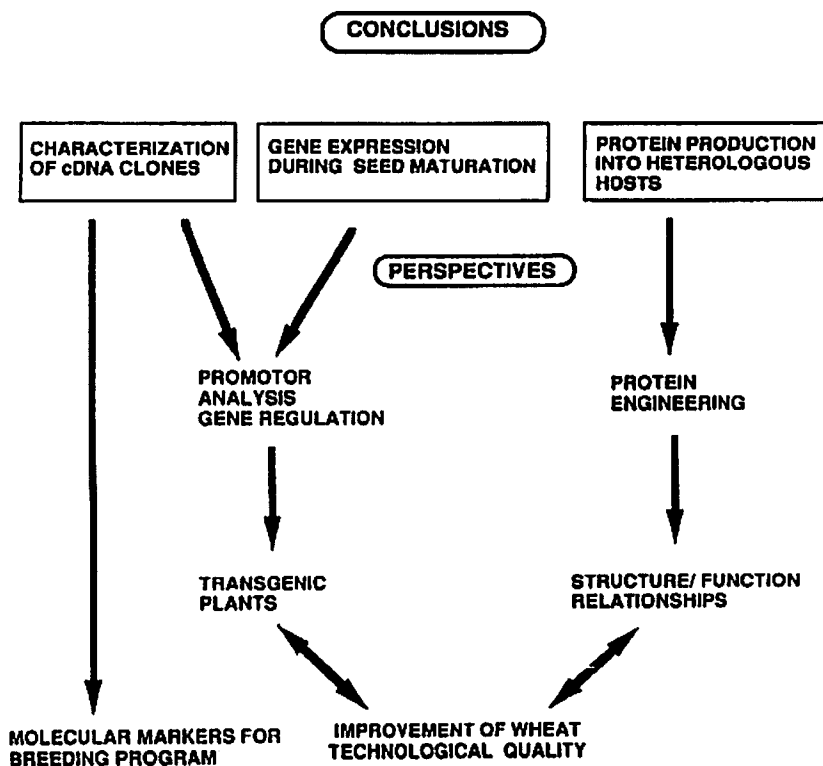 CONCLUSIONS
CHARACTERIZATION
OF cDNA CLONES
GENE EXPRESSION
DURING SEED MATURATION
PROTEIN PRODUCTION
INTO HETEROLOGOUS
HOSTS
PERSPECTIVES
PROMOTOR
ANALYSIS
GENE REGULATION
PROTEIN
ENGINEERING
TRANSGENIC
PLANTS
STRUCTURE/ FUNCTION
RELATIONSHIPS
MOLECULAR MARKERS FOR
BREEDING PROGRAM
IMPROVEMENT OF WHEAT
TECHNOLOGICAL QUALITY